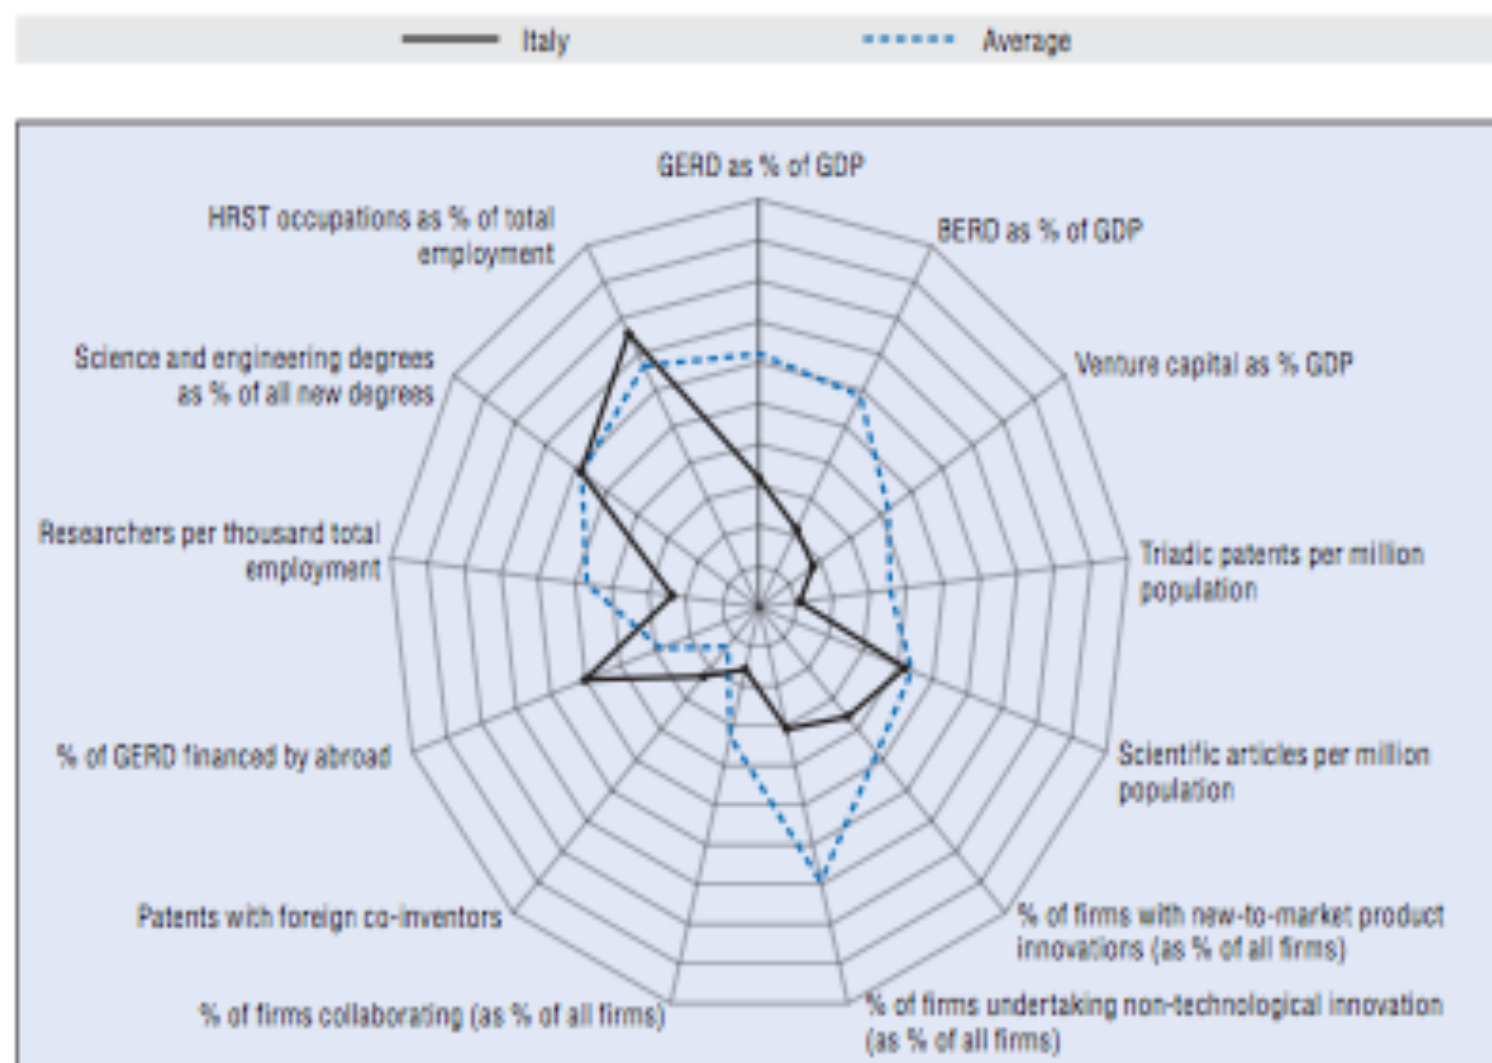 Italy
Average
GERD as % of GDP
BERD as % of GDP
Venture capital as % GDP
Triadic patents per million
population
Scientific articles per million
population
% of firms with new-to-market product
innovations (as % of all firms)
% of firms undertaking non-technological innovation
(as % of all firms)
% of firms collaborating (as % of all firms)
Patents with foreign co-inventors
% of GERD financed by abroad
Researchers per thousand total
employment
Science and engineering degrees
as % of all new degrees
HRST occupations as % of total
employment